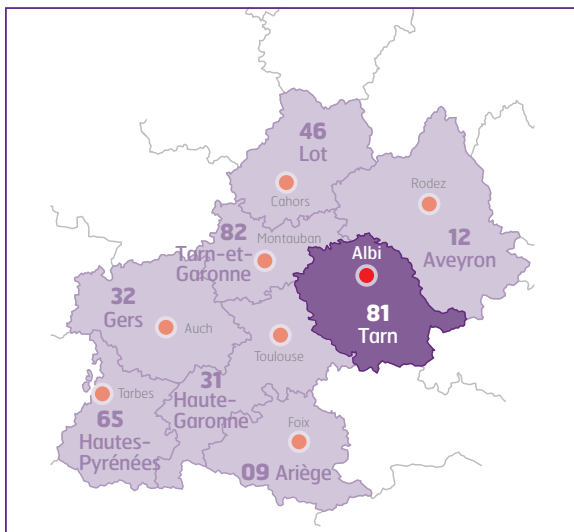 46
Lot
Cahors
Rodez
12
Aveyron
82
Tarn-et-
Garonne
Montauban
Albi
81
Tarn
32
Gers
Auch
Toulouse
31
Haute-
Garonne
Tarbes
65
Hautes-
Pyrénées
Foix
09 Ariège